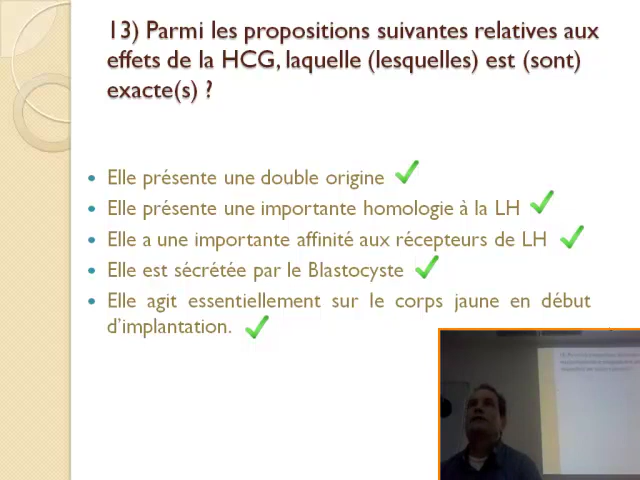 13) Parmi les propositions suivantes relatives aux
effets de la HCG, laquelle (lesquelles) est (sont)
exacte(s) ?
Elle présente une double origine
Elle présente une importante homologie à la LH
Elle a une importante affinité aux récepteurs de LH
Elle est sécrétée par le Blastocyste
Elle agit essentiellement sur le corps jaune en début
d'implantation.